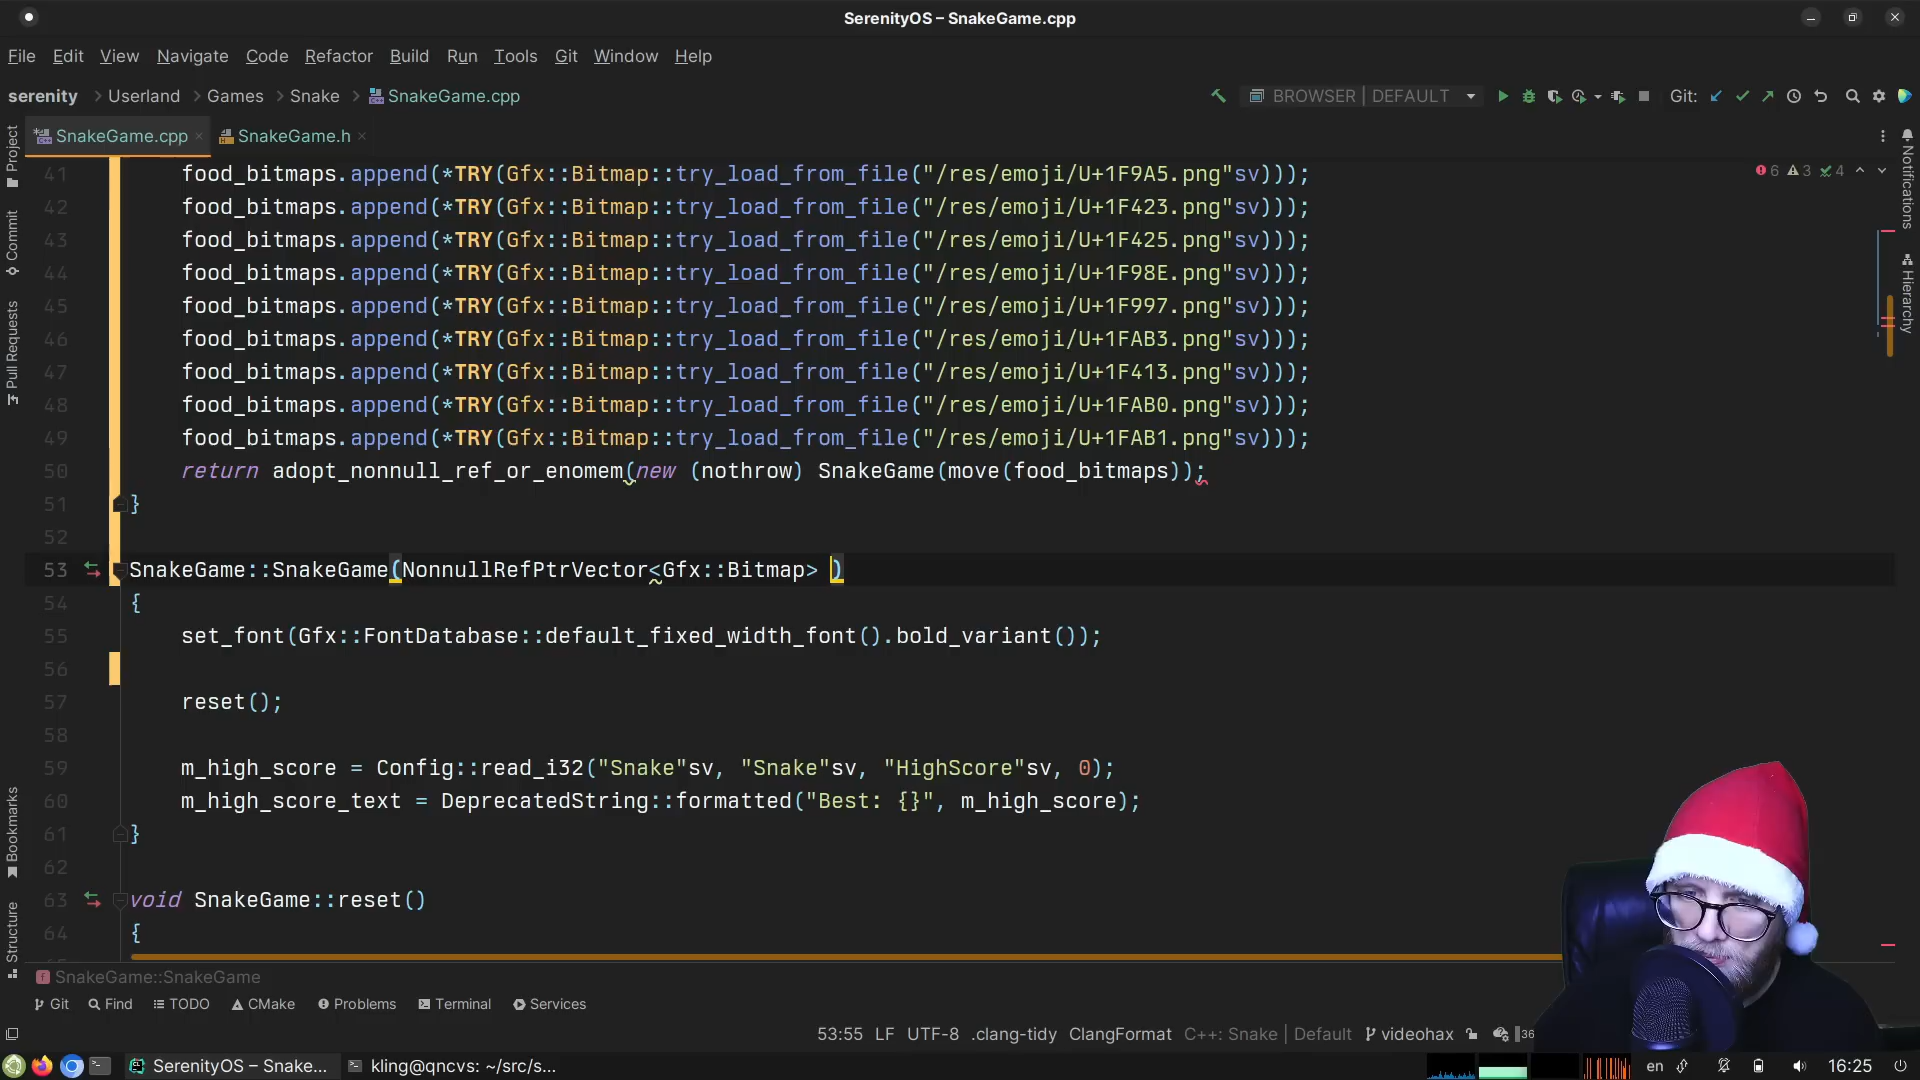 SerenityOS – SnakeGame.cpp
File Edit View Navigate Code Refactor Build Run Tools Git Window Help
serenity Userland Games Snake SnakeGame.cpp BROWSER | DEFAULT Git:
SnakeGame.cpp SnakeGame.h
6 3 4
41 food_bitmaps.append(*TRY(Gfx::Bitmap::try_load_from_file("/res/emoji/U+1F9A5.png"sv)));
42 food_bitmaps.append(*TRY(Gfx::Bitmap::try_load_from_file("/res/emoji/U+1F423.png"sv)));
43 food_bitmaps.append(*TRY(Gfx::Bitmap::try_load_from_file("/res/emoji/U+1F425.png"sv)));
44 food_bitmaps.append(*TRY(Gfx::Bitmap::try_load_from_file("/res/emoji/U+1F98E.png"sv)));
45 food_bitmaps.append(*TRY(Gfx::Bitmap::try_load_from_file("/res/emoji/U+1F997.png"sv)));
46 food_bitmaps.append(*TRY(Gfx::Bitmap::try_load_from_file("/res/emoji/U+1FAB3.png"sv)));
47 food_bitmaps.append(*TRY(Gfx::Bitmap::try_load_from_file("/res/emoji/U+1F413.png"sv)));
48 food_bitmaps.append(*TRY(Gfx::Bitmap::try_load_from_file("/res/emoji/U+1FAB0.png"sv)));
49 food_bitmaps.append(*TRY(Gfx::Bitmap::try_load_from_file("/res/emoji/U+1FAB1.png"sv)));
50 return adopt_nonnull_ref_or_enomem(new (nothrow) SnakeGame(move(food_bitmaps));
51 }
52
53 SnakeGame::SnakeGame(NonnullRefPtrVector<Gfx::Bitmap> )
54 {
55 set_font(Gfx::FontDatabase::default_fixed_width_font().bold_variant());
56
57 reset();
58
59 m_high_score = Config::read_i32("Snake"sv, "Snake"sv, "HighScore"sv, 0);
60 m_high_score_text = DeprecatedString::formatted("Best: {}", m_high_score);
61 }
62
63 void SnakeGame::reset()
64 {
Project
Commit
Pull Requests
Bookmarks
Structure
Notifications
Hierarchy
SnakeGame::SnakeGame
Git Find TODO CMake Problems Terminal Services
53:55 LF UTF-8 .clang-tidy ClangFormat C++: Snake | Default videohax 36
SerenityOS – Snake... kling@qncvs: ~/src/s... en 16:25